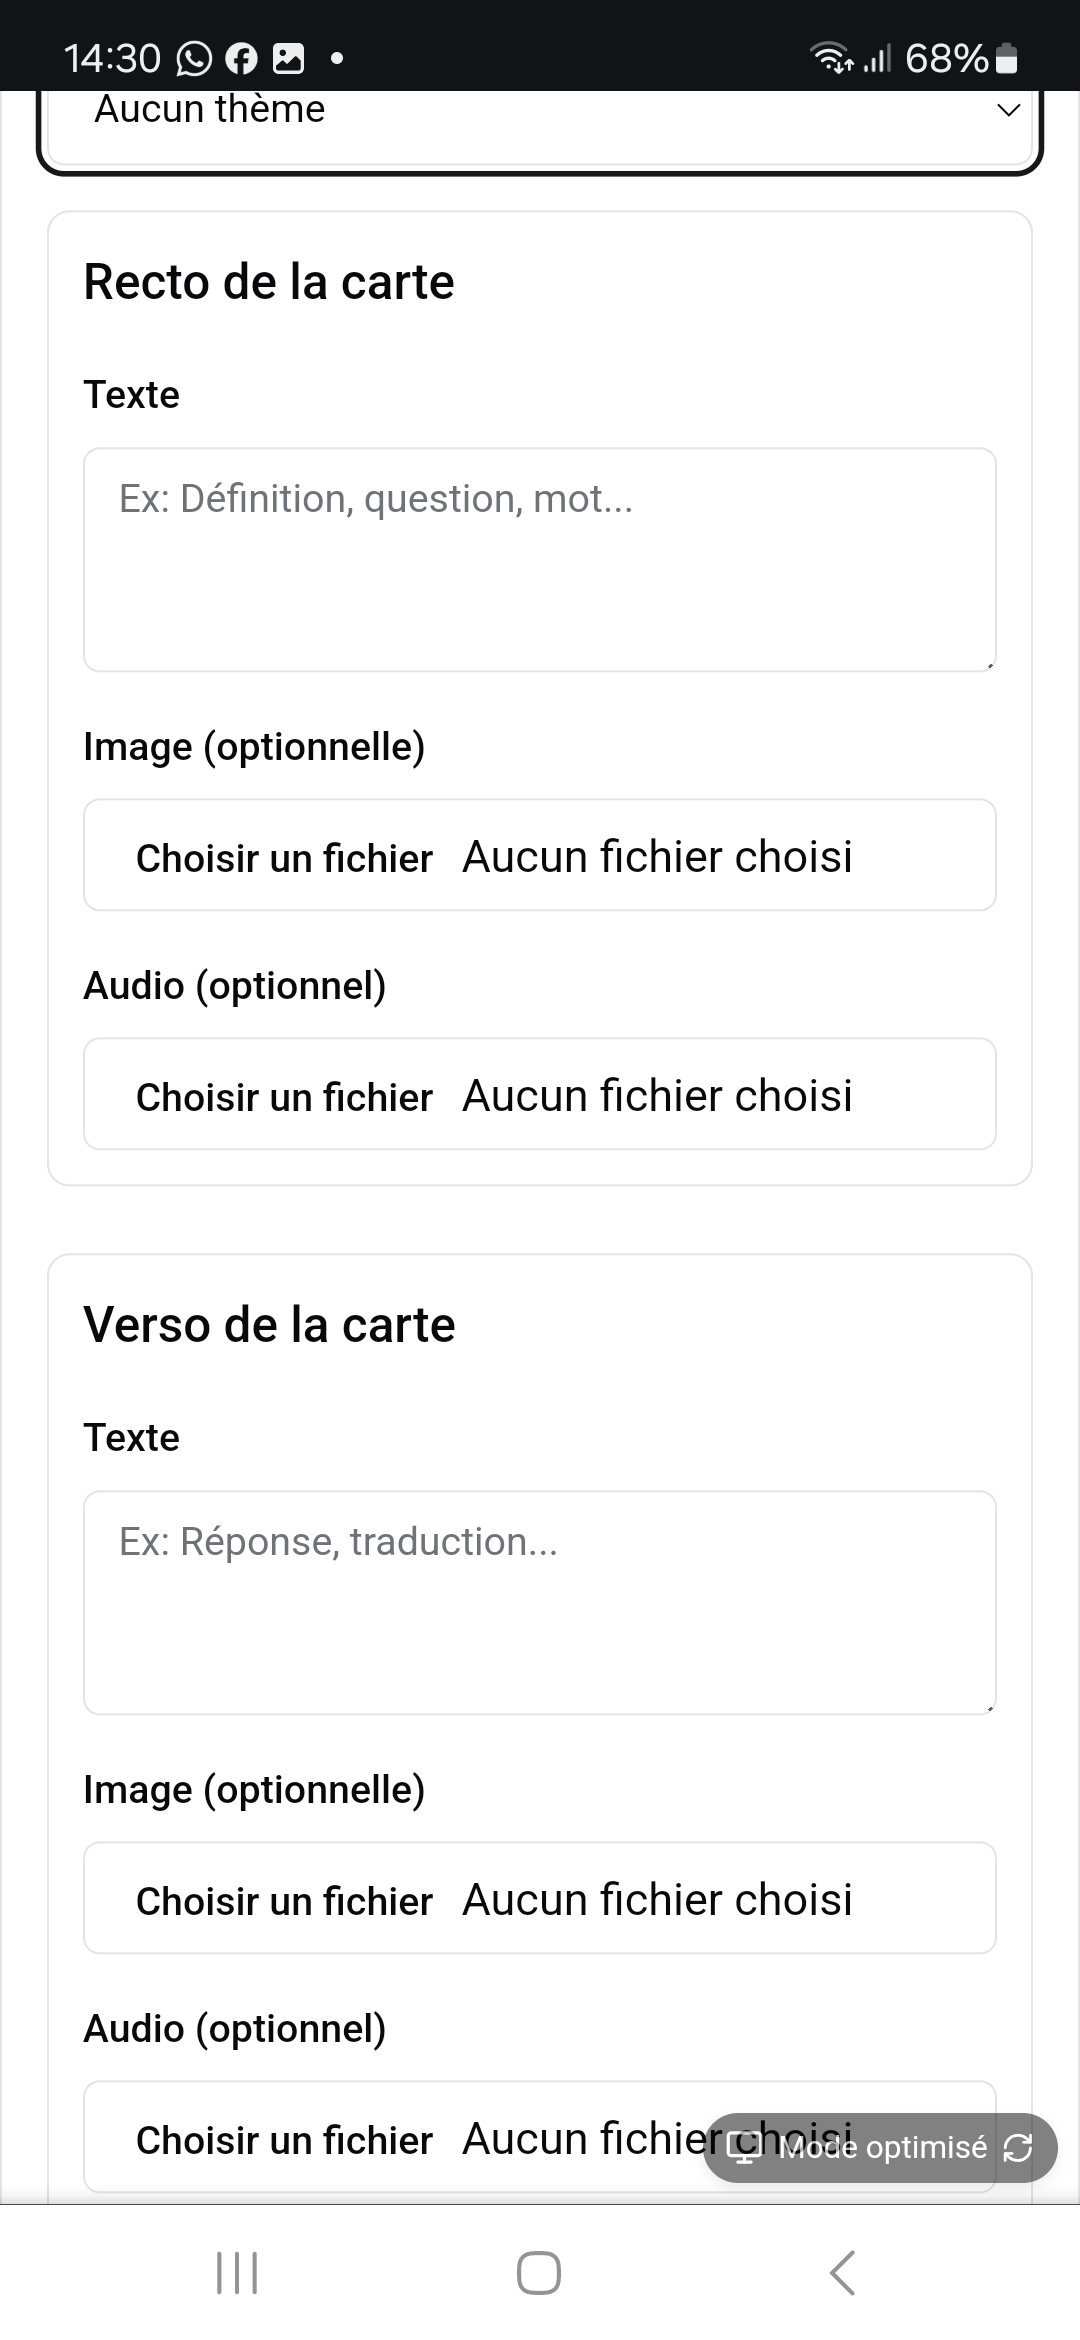 14:30
68%
Aucun thème
Recto de la carte
Texte
Ex: Définition, question, mot...
Image (optionnelle)
Choisir un fichier Aucun fichier choisi
Audio (optionnel)
Choisir un fichier Aucun fichier choisi
Verso de la carte
Texte
Ex: Réponse, traduction...
Image (optionnelle)
Choisir un fichier Aucun fichier choisi
Audio (optionnel)
Choisir un fichier Aucun fichier choisi
Mode optimisé